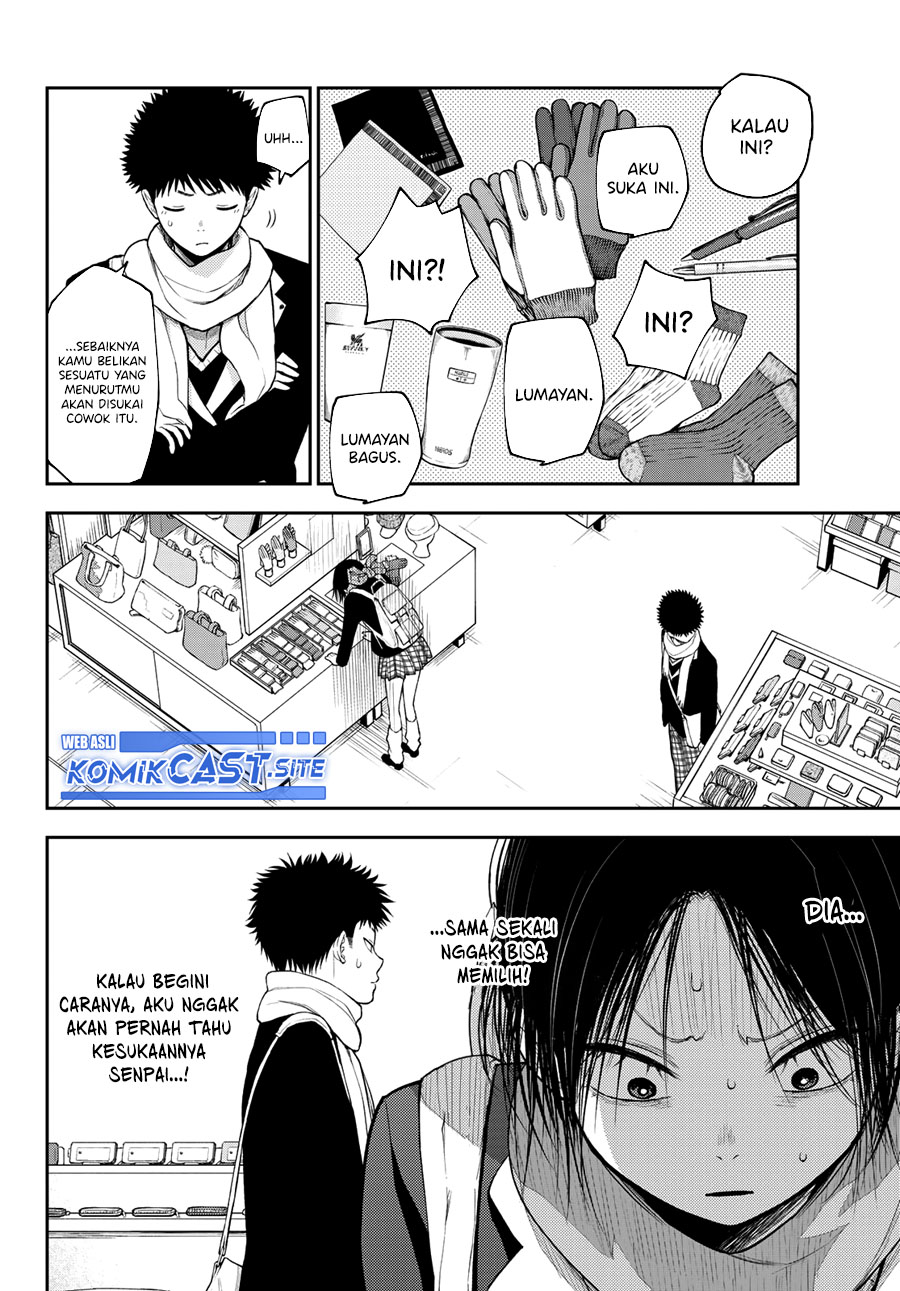 KALAU
INI?
AKU
SUKA INI.
INI?
LUMAYAN.
INI?!
LUMAYAN
BAGUS.
UHH...
...SEBAIKNYA
KAMU BELIKAN
SESUATU YANG
MENURUTMU
AKAN DISUKAI
COWOK ITU.
WEB ASLI
KOMIKCAST.SITE
DIA...
...SAMA SEKALI
NGGAK BISA
MEMILIH!
KALAU BEGINI
CARANYA, AKU NGGAK
AKAN PERNAH TAHU
KESUKAANNYA
SENPAI...!